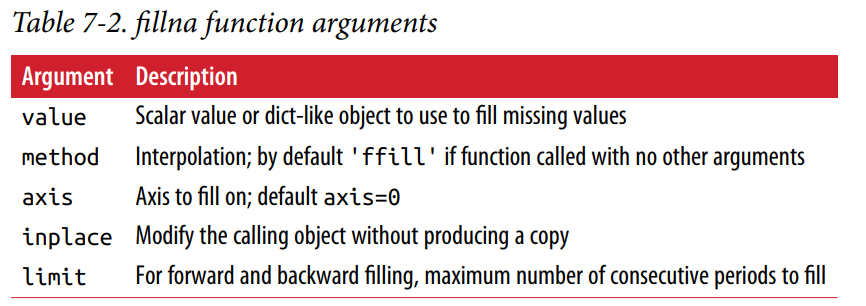 Table 7-2. fillna function arguments
Argument Description
value Scalar value or dict-like object to use to fill missing values
method Interpolation; by default 'ffill' if function called with no other arguments
axis Axis to fill on; default axis=0
inplace Modify the calling object without producing a copy
limit For forward and backward filling, maximum number of consecutive periods to fill